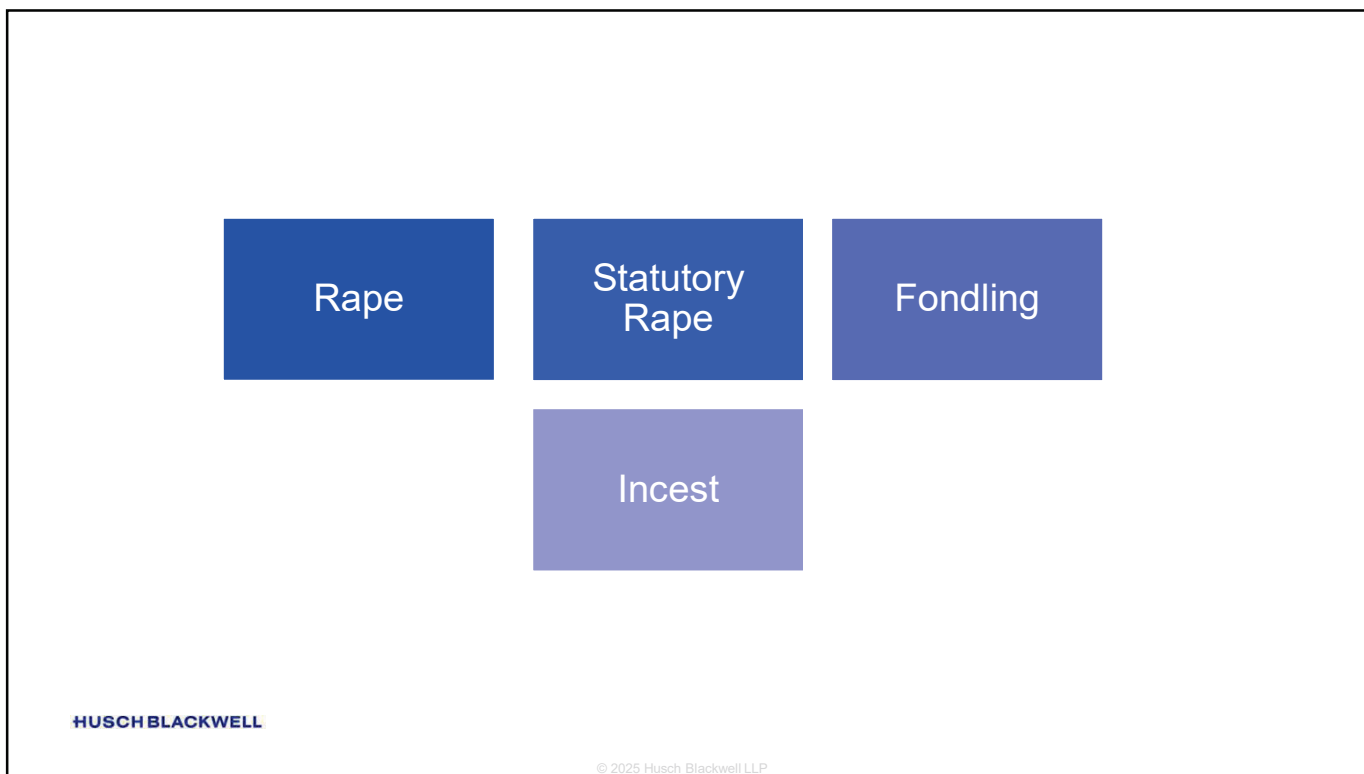 Rape
Statutory
Rape
Fondling
Incest
HUSCH BLACKWELL
© 2025 Husch Blackwell LLP